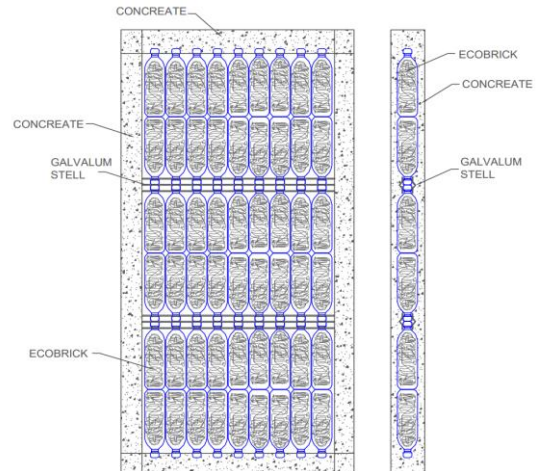 CONCREATE
CONCREATE
GALVALUM
STELL
ECOBRICK
ECOBRICK
CONCREATE
GALVALUM
STELL